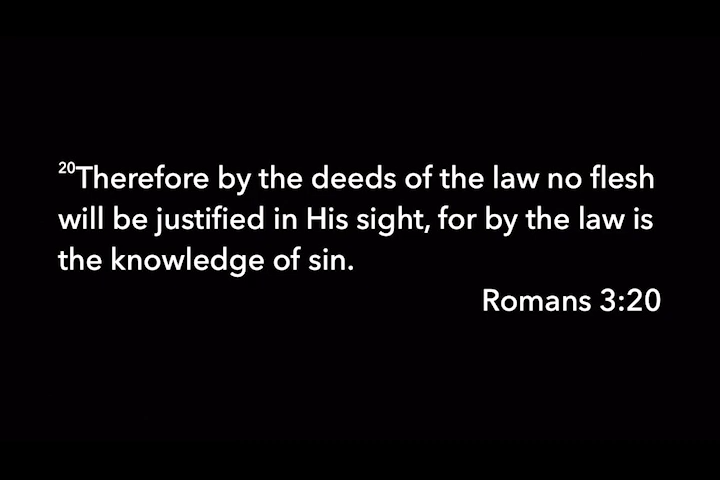 20Therefore by the deeds of the law no flesh
will be justified in His sight, for by the law is
the knowledge of sin.
Romans 3:20